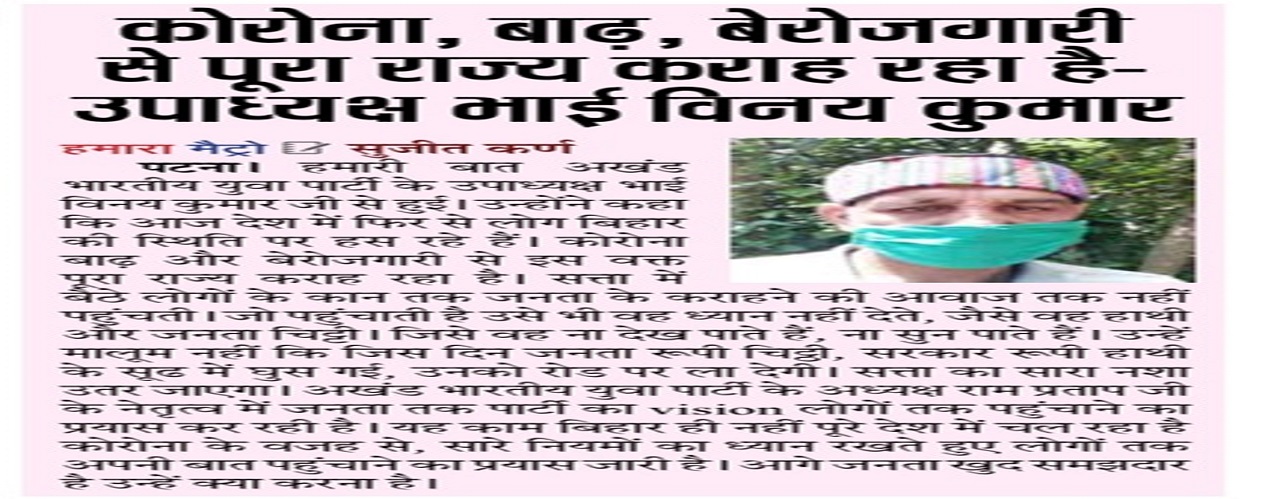 कोरोना, बाढ़, बेरोजगारी
से पूरा राज्य कराह रहा है-
उपाध्यक्ष भाई विनय कुमार
हमारा मैट्रो सुजीत कर्ण
पटना। हमारी बात अखंड
भारतीय युवा पार्टी के उपाध्यक्ष भाई
विनय कुमार जी से हुई। उन्होंने कहा
कि आज देश में फिर से लोग बिहार
की स्थिति पर हस रहे हैं। कोरोना
बाढ़ और बेरोजगारी से इस वक्त
पूरा राज्य कराह रहा है। सत्ता में
बैठे लोगों के कान तक जनता के कराहने की आवाज तक नहीं
पहुंचती। जो पहुंचाती है उसे भी वह ध्यान नहीं देते, जैसे वह हाथी
और जनता चिट्टी। जिसे वह ना देख पाते हैं, ना सुन पाते हैं। उन्हें
मालूम नहीं कि जिस दिन जनता रूपी चिट्ठी, सरकार रूपी हाथी
के सूढ में घुस गई, उनको रोड पर ला देगी। सत्ता का सारा नशा
उतर जाएगा। अखंड भारतीय युवा पार्टी के अध्यक्ष राम प्रताप जी
के नेतृत्व में जनता तक पार्टी का vision लोगों तक पहुंचाने का
प्रयास कर रही है। यह काम बिहार ही नहीं पूरे देश में चल रहा है
कोरोना के वजह से, सारे नियमों का ध्यान रखते हुए लोगों तक
अपनी बात पहुंचाने का प्रयास जारी है। आगे जनता खुद समझदार
है उन्हें क्या करना है।